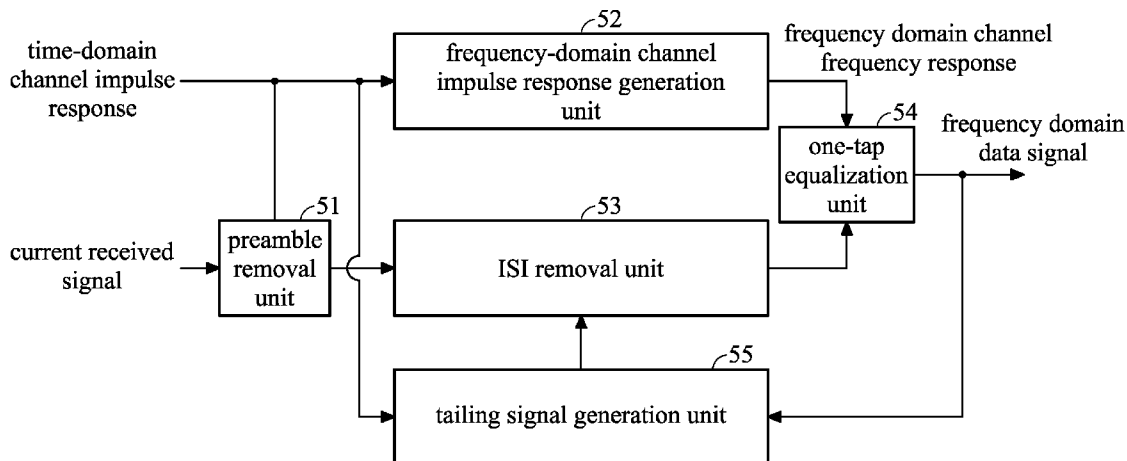 52
time-domain
channel impulse
response
frequency-domain channel
impulse response generation
unit
frequency domain channel
frequency response
54
one-tap
equalization
unit
frequency domain
data signal
51
preamble
removal
unit
current received
signal
53
ISI removal unit
55
tailing signal generation unit